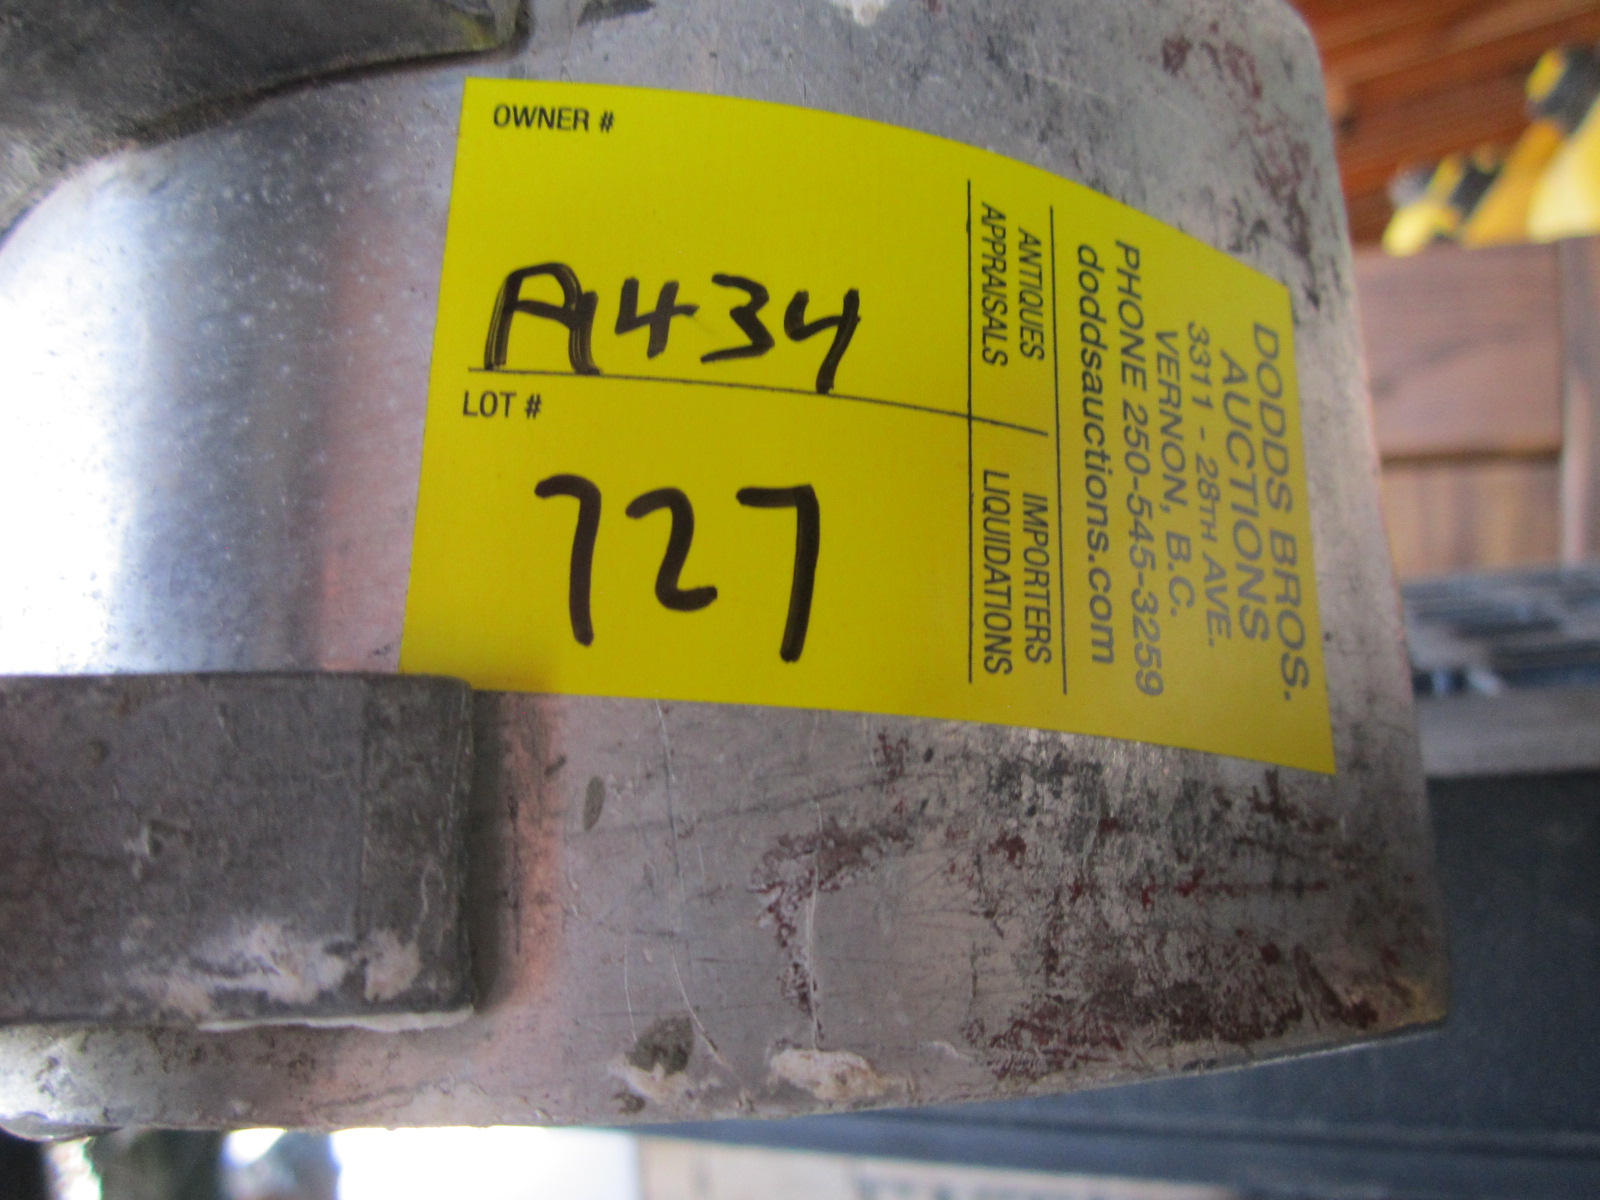 OWNER #
A434
LOT #
727
ANTIQUES
APPRAISALS
IMPORTERS
LIQUIDATIONS
DODDS BROS.
AUCTIONS
3311 - 28TH AVE.
VERNON, B.C.
PHONE 250-545-3259
doddsauctions.com